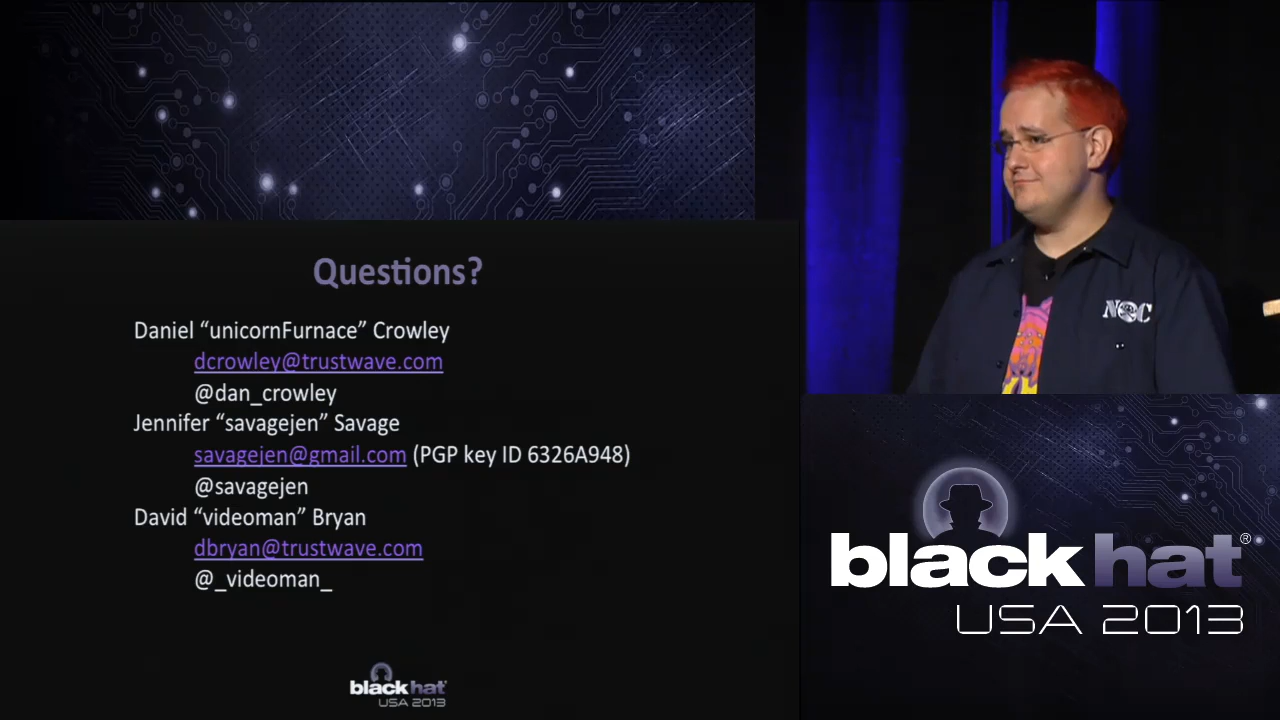 Questions?
Daniel “unicornFurnace” Crowley
dcrowley@trustwave.com
@dan_crowley
Jennifer “savagejen” Savage
savagejen@gmail.com (PGP key ID 6326A948)
@savagejen
David “videoman” Bryan
dbryan@trustwave.com
@_videoman_
black hat
USA 2013
NOC
black hat®
USA 2013